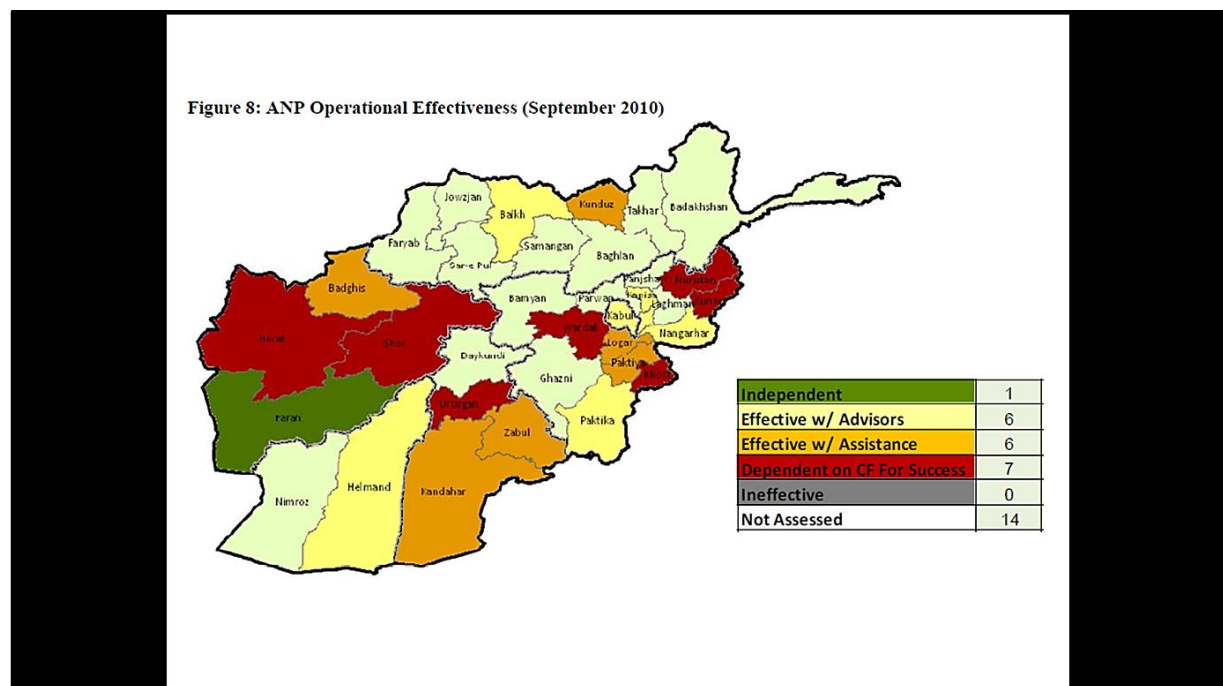 Figure 8: ANP Operational Effectiveness (September 2010)
Jowzjan
Balkh
Kunduz
Takhar
Badakhshan
Faryab
Samangan
Baghlan
Sar-e Pul
Badghis
Bamyan
Parwan
Panjshir
Nuristan
Kunar
Laghman
Kabul
Nangarhar
Herat
Ghor
Wardak
Logar
Paktiya
Khost
Daykundi
Ghazni
Uruzgan
Paktika
Farah
Zabul
Nimroz
Helmand
Kandahar
Independent 1
Effective w/ Advisors 6
Effective w/ Assistance 6
Dependent on CF For Success 7
Ineffective 0
Not Assessed 14